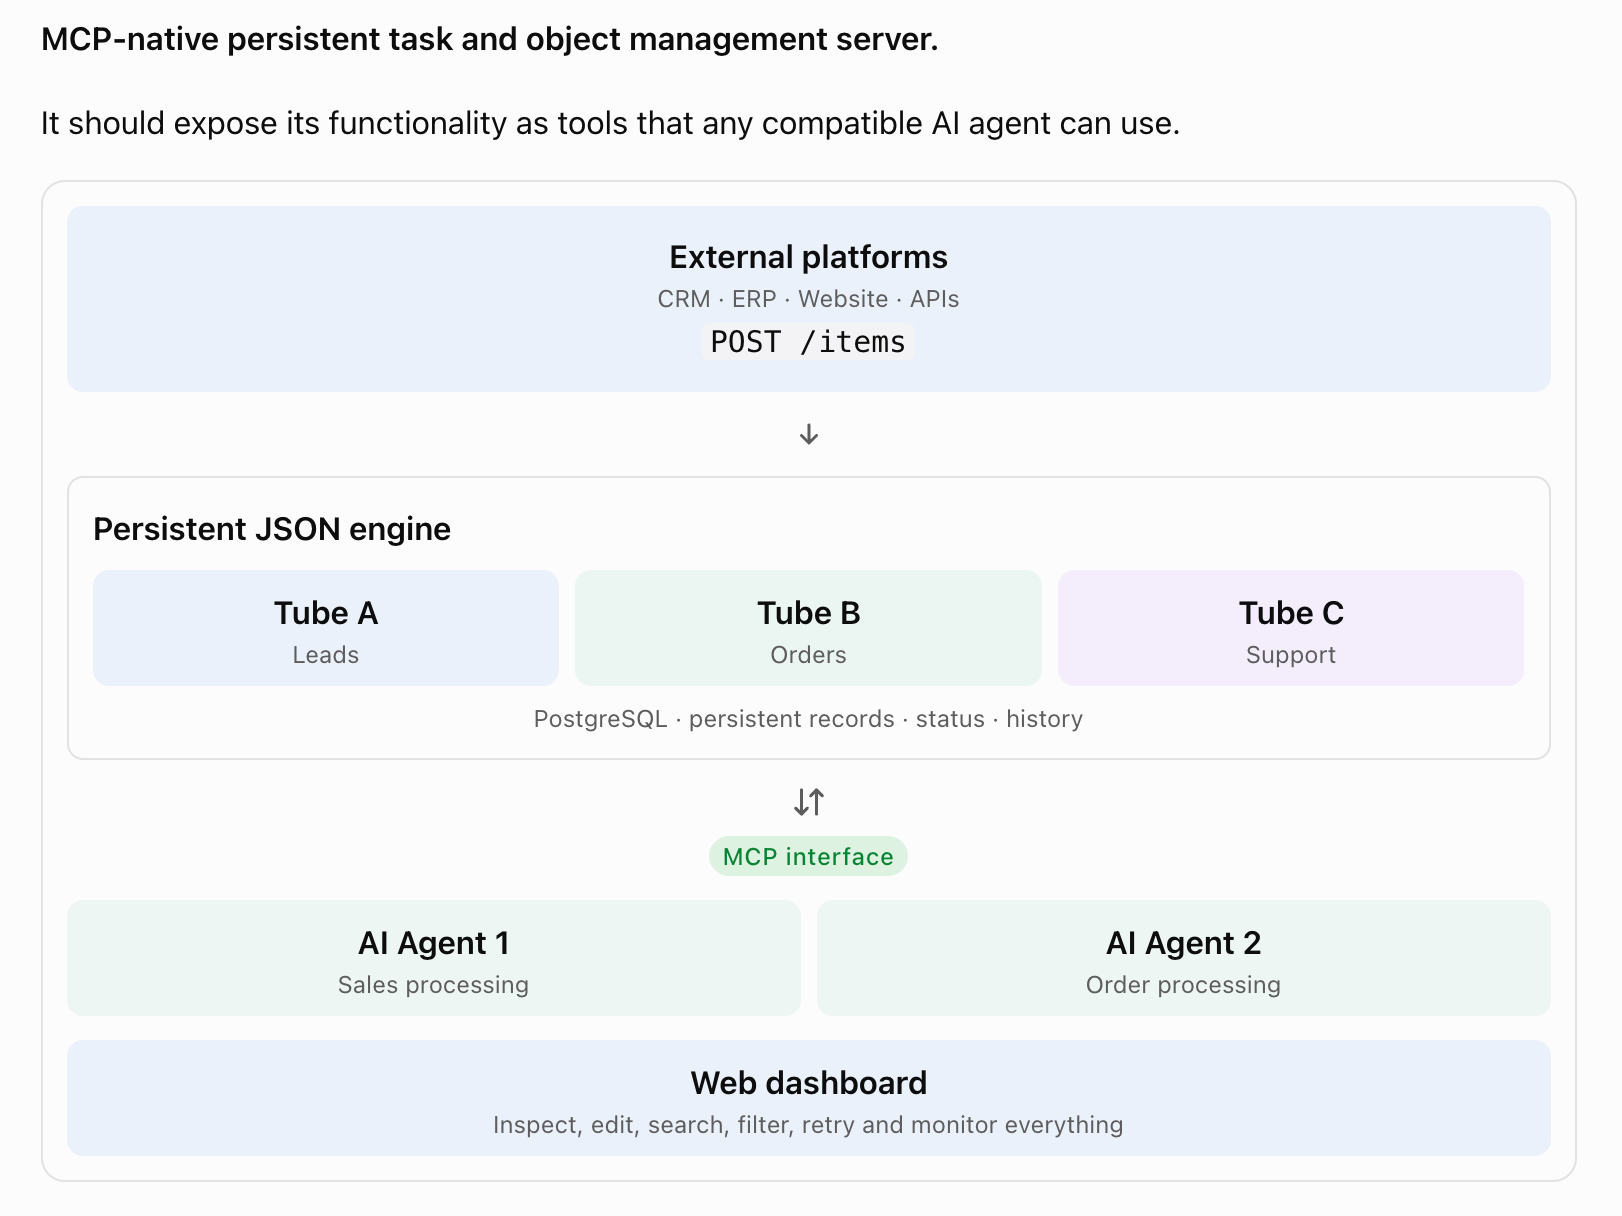 MCP-native persistent task and object management server.
It should expose its functionality as tools that any compatible AI agent can use.
External platforms
CRM · ERP · Website · APIs
POST /items
↓
Persistent JSON engine
Tube A
Leads
Tube B
Orders
Tube C
Support
PostgreSQL · persistent records · status · history
↓↑
MCP interface
AI Agent 1
Sales processing
AI Agent 2
Order processing
Web dashboard
Inspect, edit, search, filter, retry and monitor everything